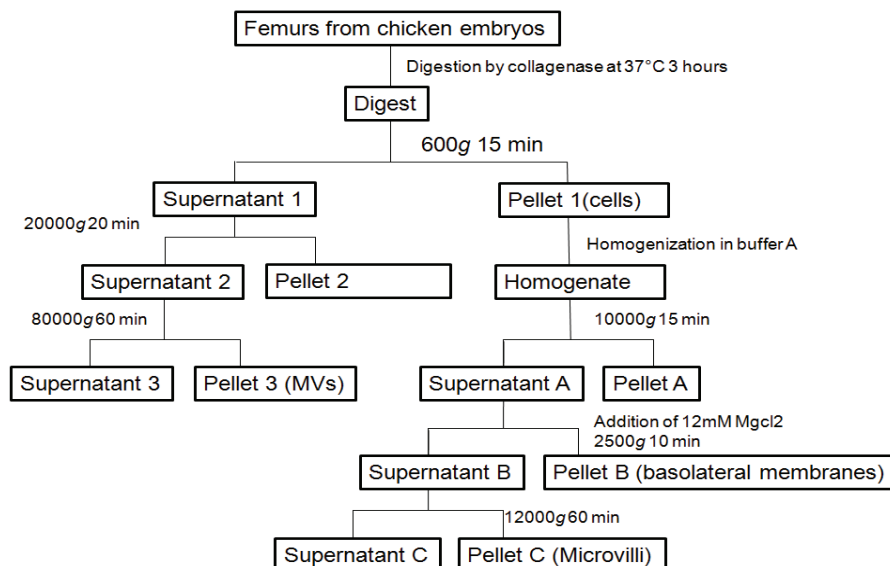 Femurs from chicken embryos
Digestion by collagenase at 37°C 3 hours
Digest
600g 15 min
Supernatant 1
Pellet 1(cells)
20000g 20 min
Homogenization in buffer A
Supernatant 2
Pellet 2
Homogenate
80000g 60 min
10000g 15 min
Supernatant 3
Pellet 3 (MVs)
Supernatant A
Pellet A
Addition of 12mM Mgcl2
2500g 10 min
Supernatant B
Pellet B (basolateral membranes)
12000g 60 min
Supernatant C
Pellet C (Microvilli)